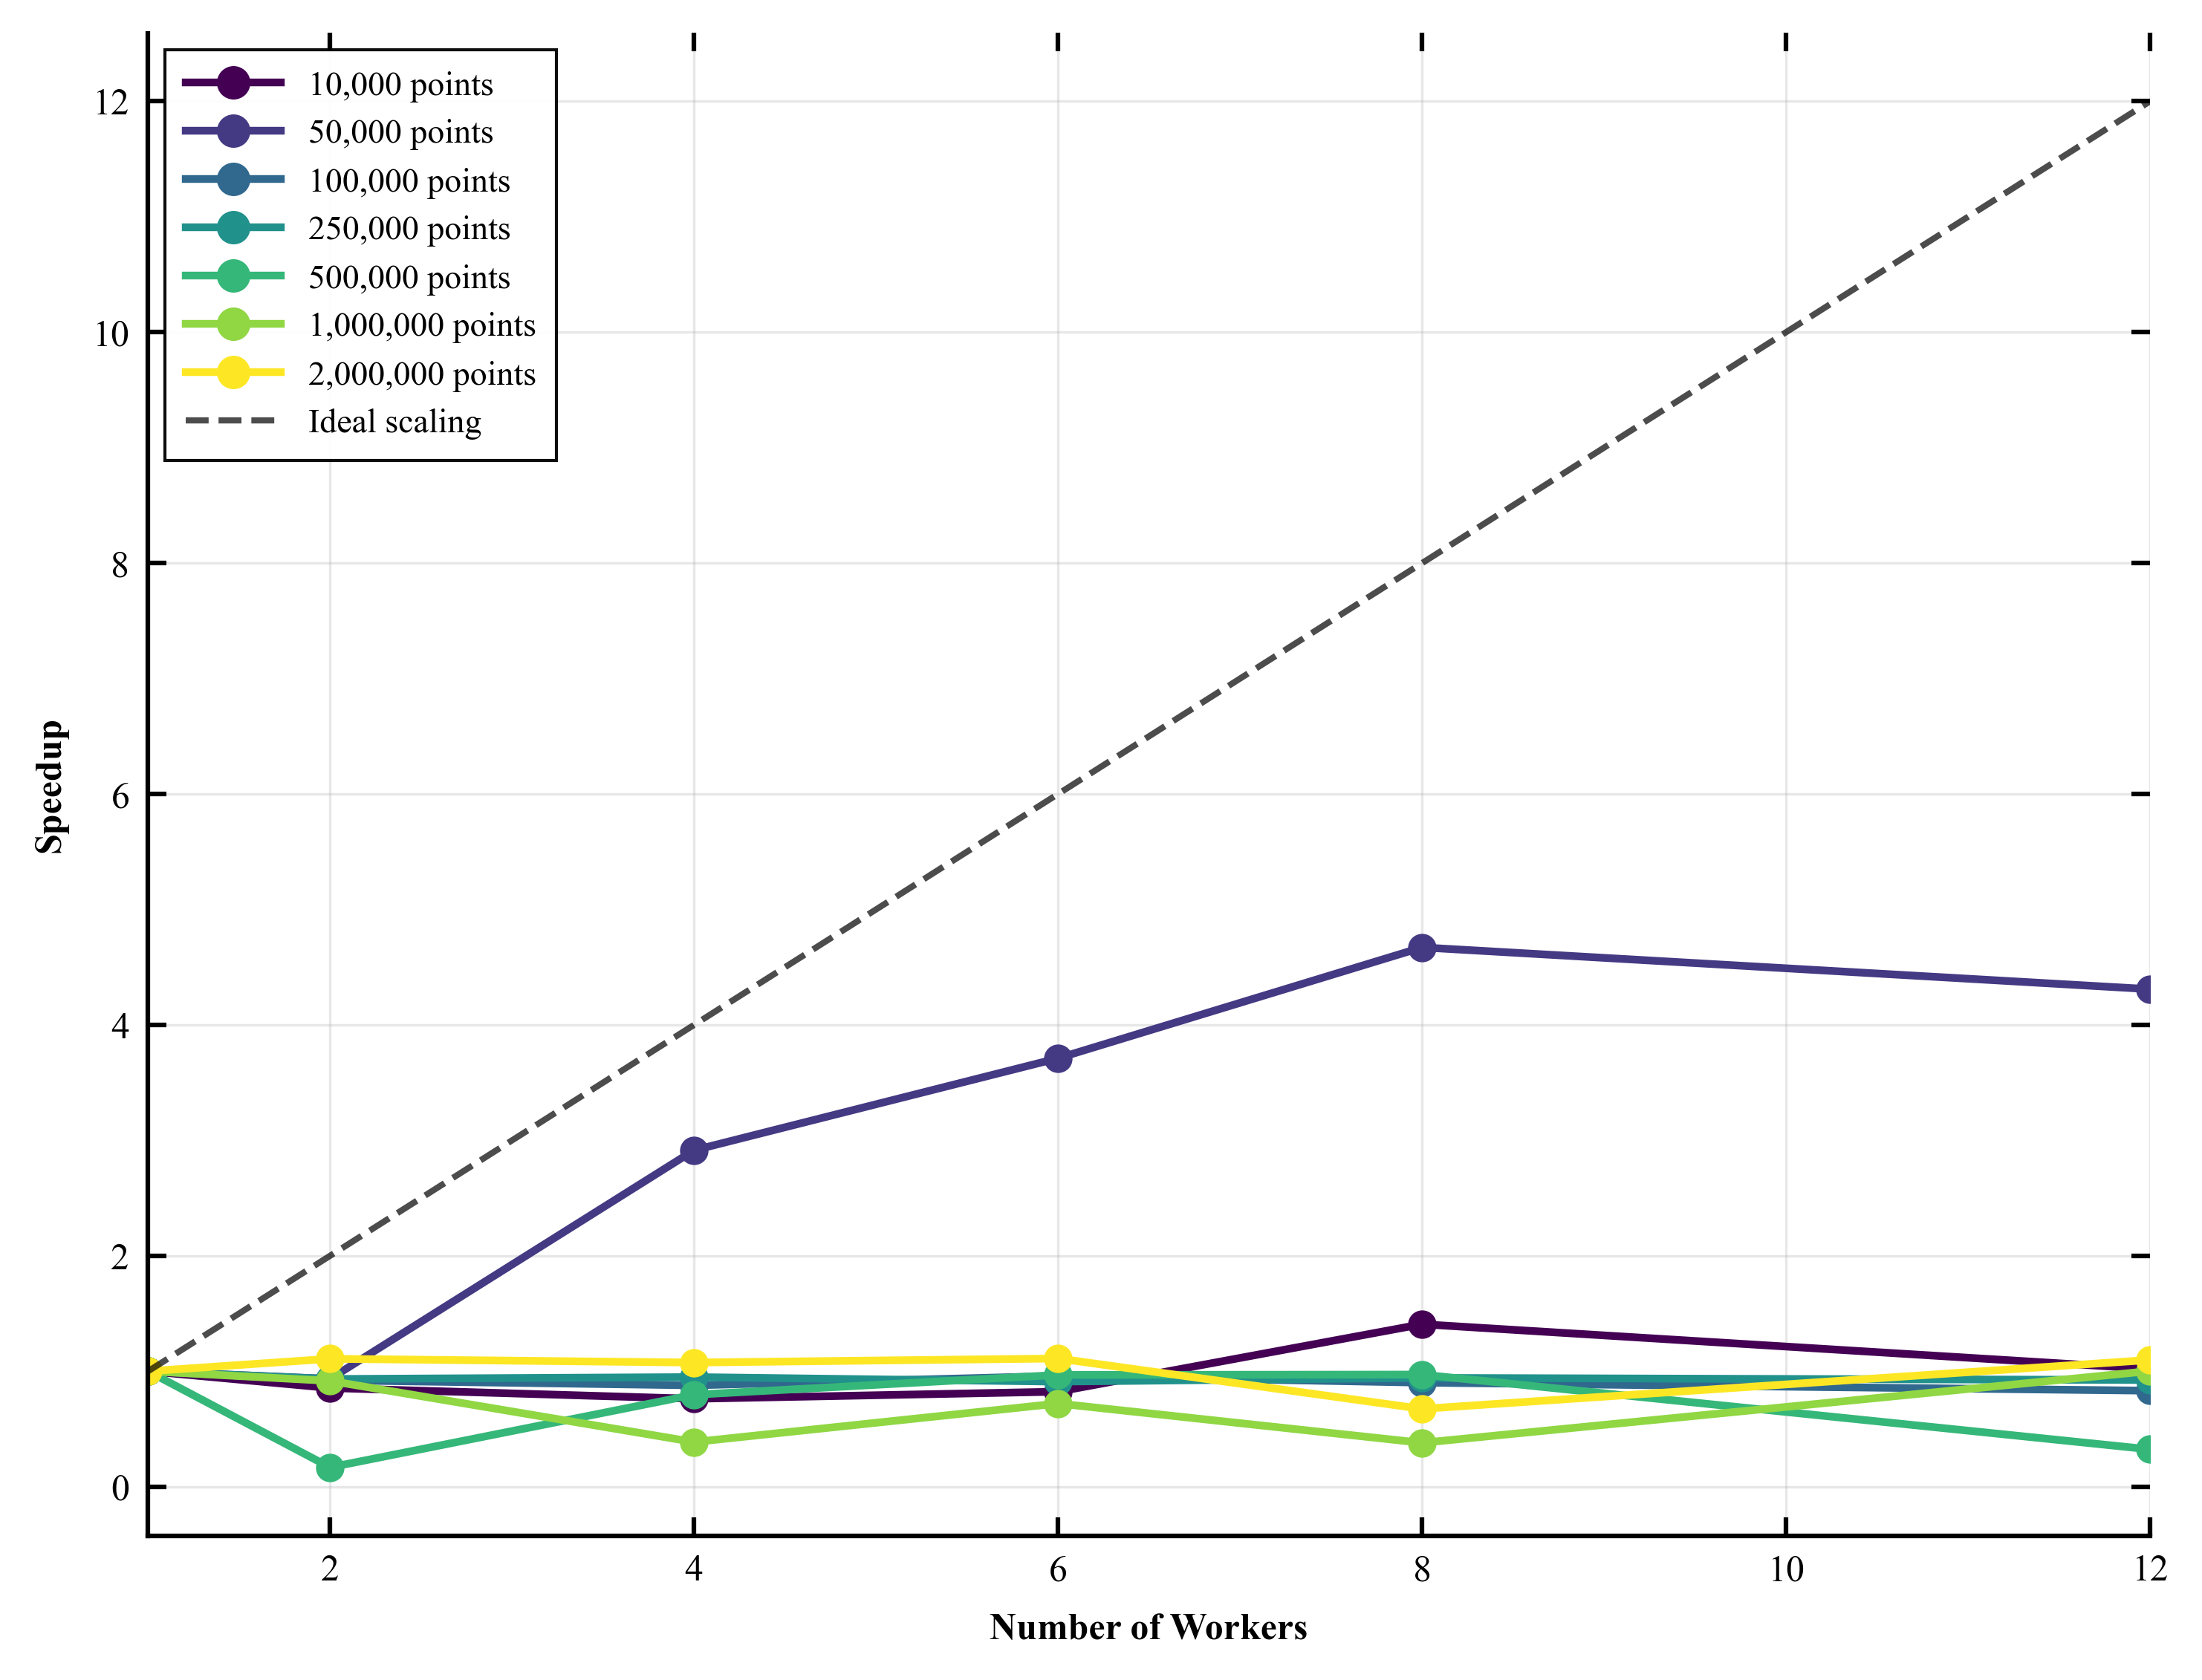 10,000 points
50,000 points
100,000 points
250,000 points
500,000 points
1,000,000 points
2,000,000 points
Ideal scaling
12
10
8
6
4
2
0
Speedup
2 4 6 8 10 12
Number of Workers